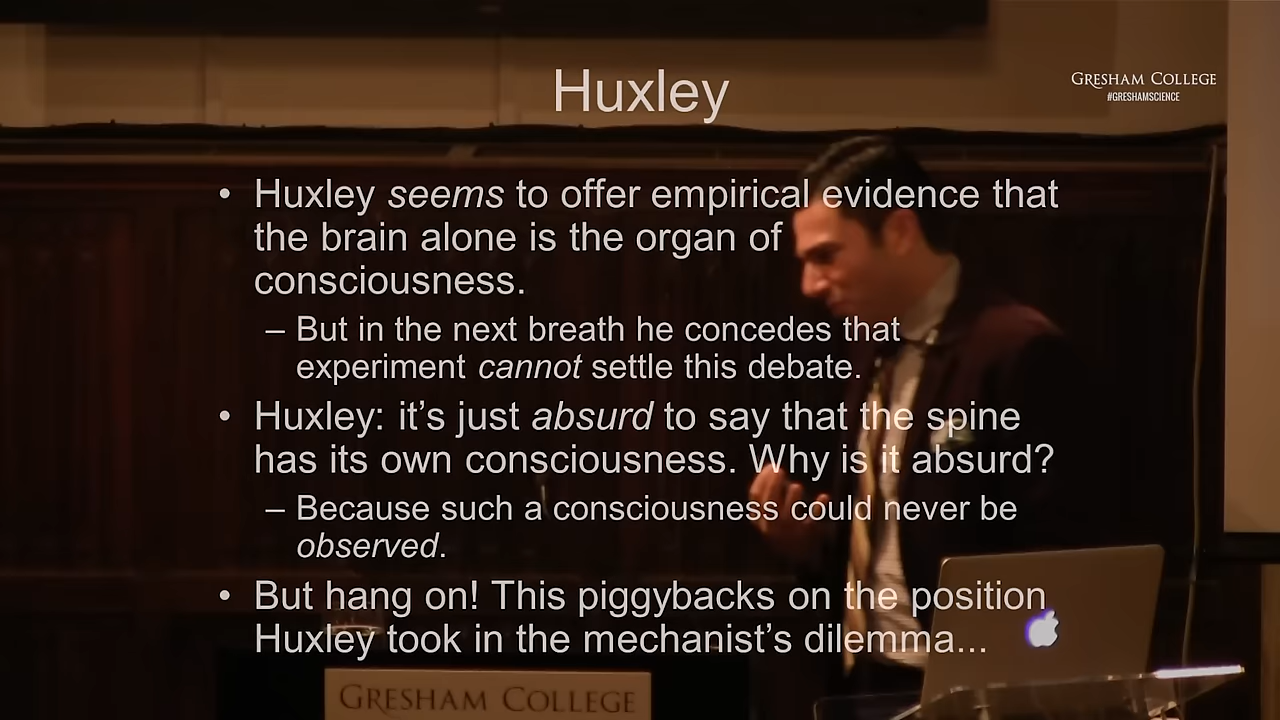 Huxley
GRESHAM COLLEGE
#GRESHAMSCIENCE
• Huxley seems to offer empirical evidence that
the brain alone is the organ of
consciousness.
– But in the next breath he concedes that
experiment cannot settle this debate.
• Huxley: it’s just absurd to say that the spine
has its own consciousness. Why is it absurd?
– Because such a consciousness could never be
observed.
• But hang on! This piggybacks on the position
Huxley took in the mechanist’s dilemma...
GRESHAM COLLEGE